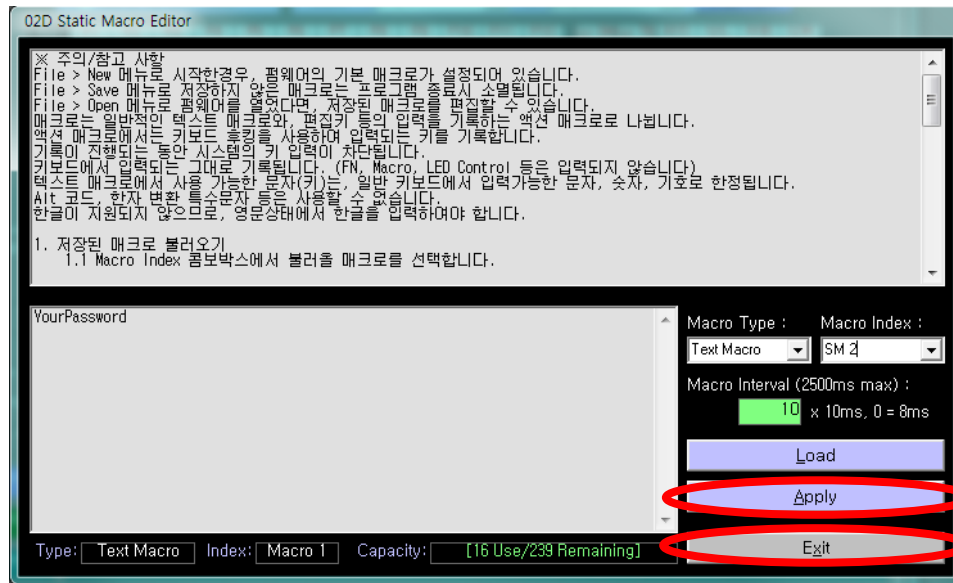 02D Static Macro Editor
※ 주의/참고 사항
File > New 메뉴로 시작한경우, 펌웨어의 기본 매크로가 설정되어 있습니다.
File > Save 메뉴로 저장하지 않은 매크로는 프로그램 종료시 소멸됩니다.
File > Open 메뉴로 펌웨어를 열었다면, 저장된 매크로를 편집할 수 있습니다.
매크로는 일반적인 텍스트 매크로와, 편집키 등의 입력을 기록하는 액션 매크로로 나뉩니다.
액션 매크로에서는 키보드 후킹을 사용하여 입력되는 키를 기록합니다.
기록이 진행되는 동안 시스템의 키 입력이 차단됩니다.
키보드에서 입력되는 그대로 기록됩니다. (FN, Macro, LED Control 등은 입력되지 않습니다)
텍스트 매크로에서 사용 가능한 문자(키)는, 일반 키보드에서 입력가능한 문자, 숫자, 기호로 한정됩니다.
Alt 코드, 한자 변환 특수문자 등은 사용할 수 없습니다.
한글이 지원되지 않으므로, 영문상태에서 한글을 입력하여야 합니다.
1. 저장된 매크로 불러오기
1.1 Macro Index 콤보박스에서 불러올 매크로를 선택합니다.
YourPassword
Macro Type : Macro Index :
Text Macro SM 2
Macro Interval (2500ms max) :
10 x 10ms, 0 = 8ms
Load
Apply
Exit
Type: Text Macro Index: Macro 1 Capacity: [16 Use/239 Remaining]